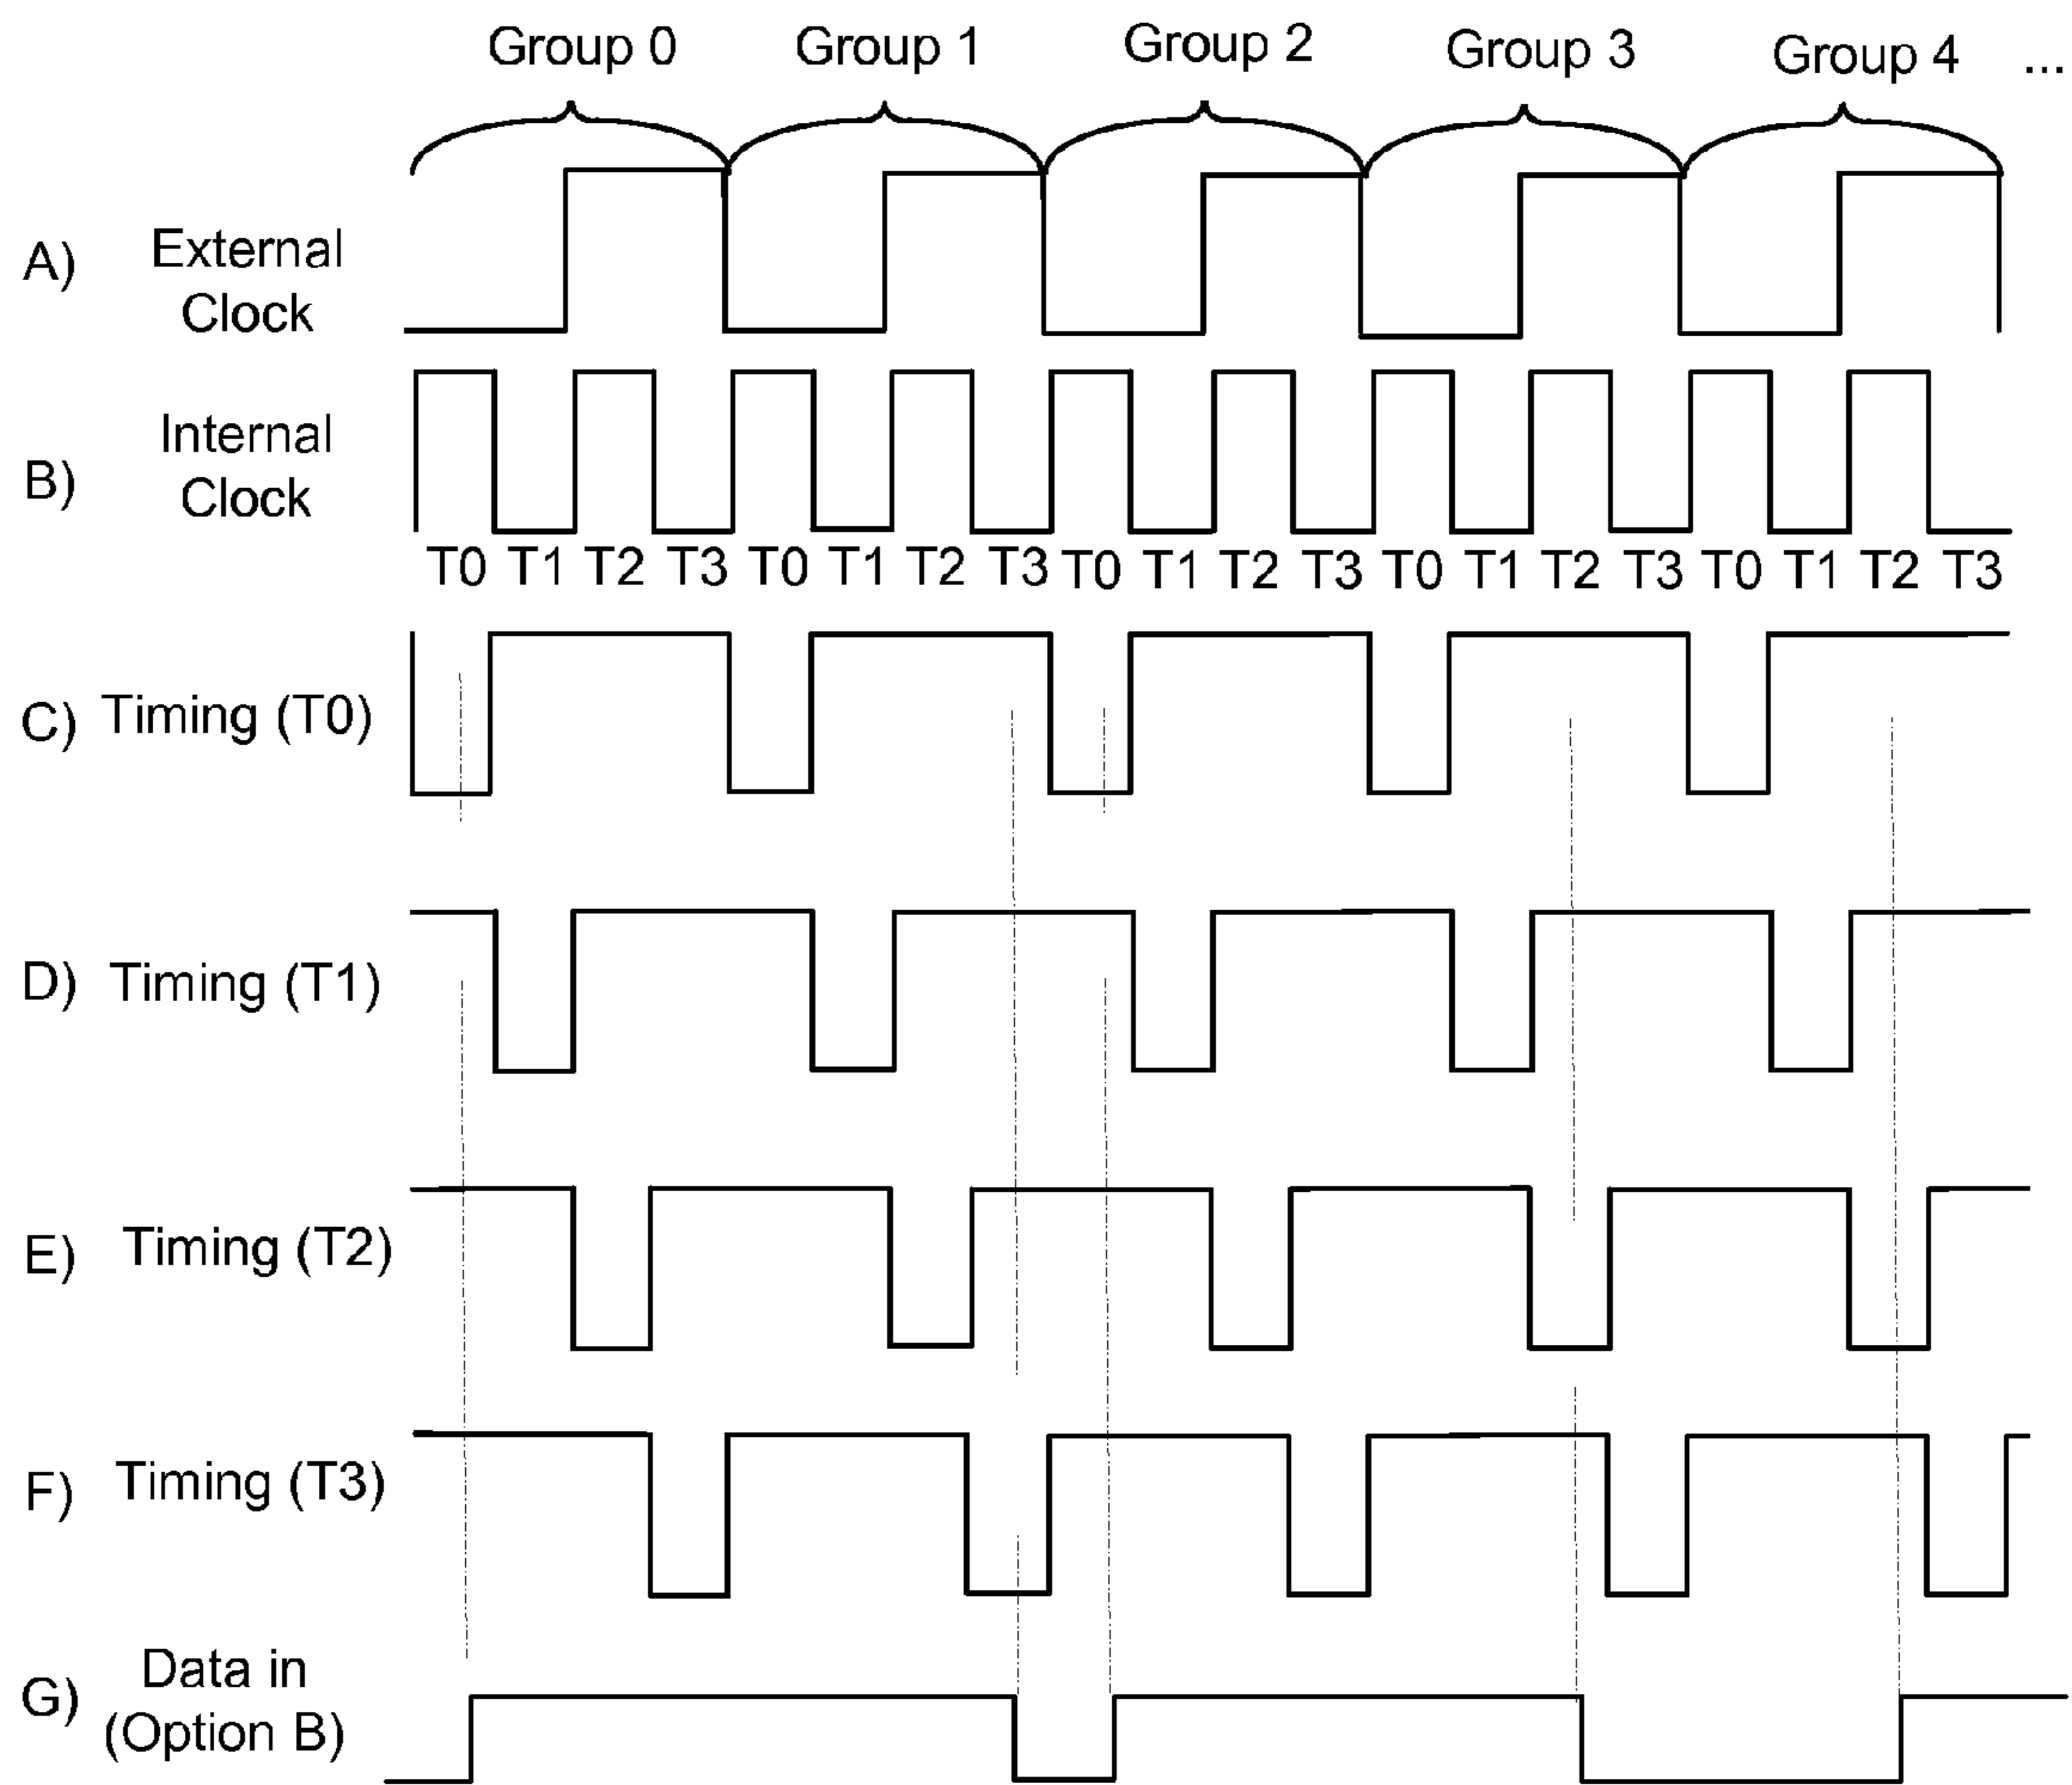 Group 0 Group 1 Group 2 Group 3 Group 4 ...
A) External
Clock
B) Internal
Clock
T0 T1 T2 T3 T0 T1 T2 T3 T0 T1 T2 T3 T0 T1 T2 T3 T0 T1 T2 T3
C) Timing (T0)
D) Timing (T1)
E) Timing (T2)
F) Timing (T3)
G) Data in
(Option B)